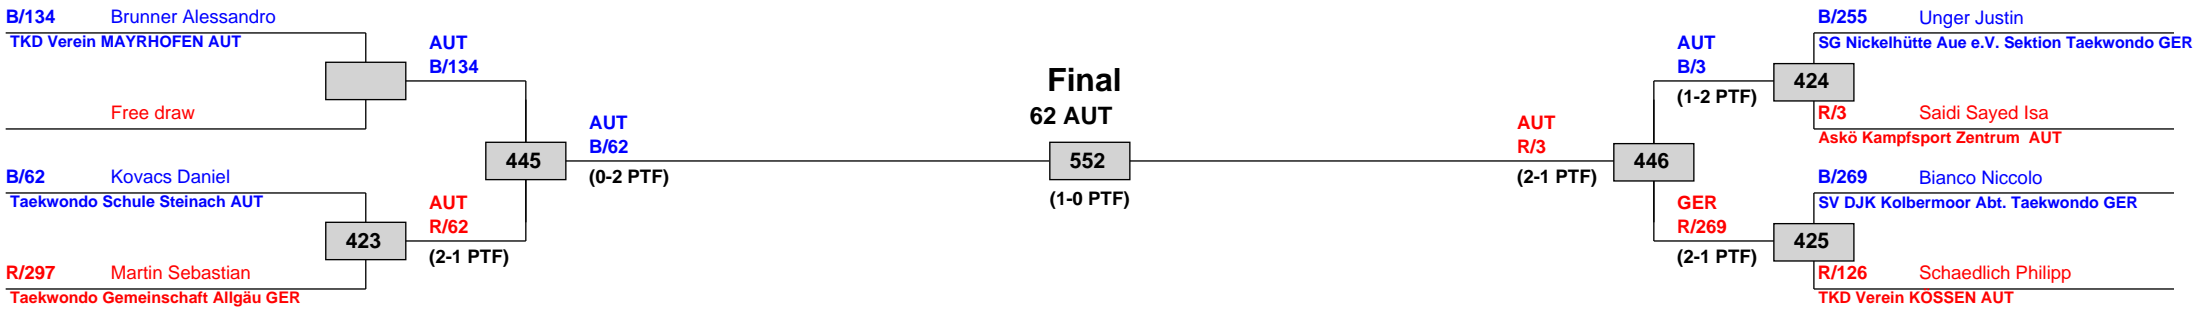 B/134 Brunner Alessandro
TKD Verein MAYRHOFEN AUT
Free draw
B/62 Kovacs Daniel
Taekwondo Schule Steinach AUT
423
R/297 Martin Sebastian
Taekwondo Gemeinschaft Allgäu GER
AUT
B/134
AUT
R/62
(2-1 PTF)
445
AUT
B/62
(0-2 PTF)
Final
62 AUT
552
(1-0 PTF)
AUT
R/3
(2-1 PTF)
446
AUT
B/3
(1-2 PTF)
GER
R/269
(2-1 PTF)
B/255 Unger Justin
SG Nickelhütte Aue e.V. Sektion Taekwondo GER
424
R/3 Saidi Sayed Isa
Askö Kampfsport Zentrum AUT
B/269 Bianco Niccolo
SV DJK Kolbermoor Abt. Taekwondo GER
425
R/126 Schaedlich Philipp
TKD Verein KÖSSEN AUT